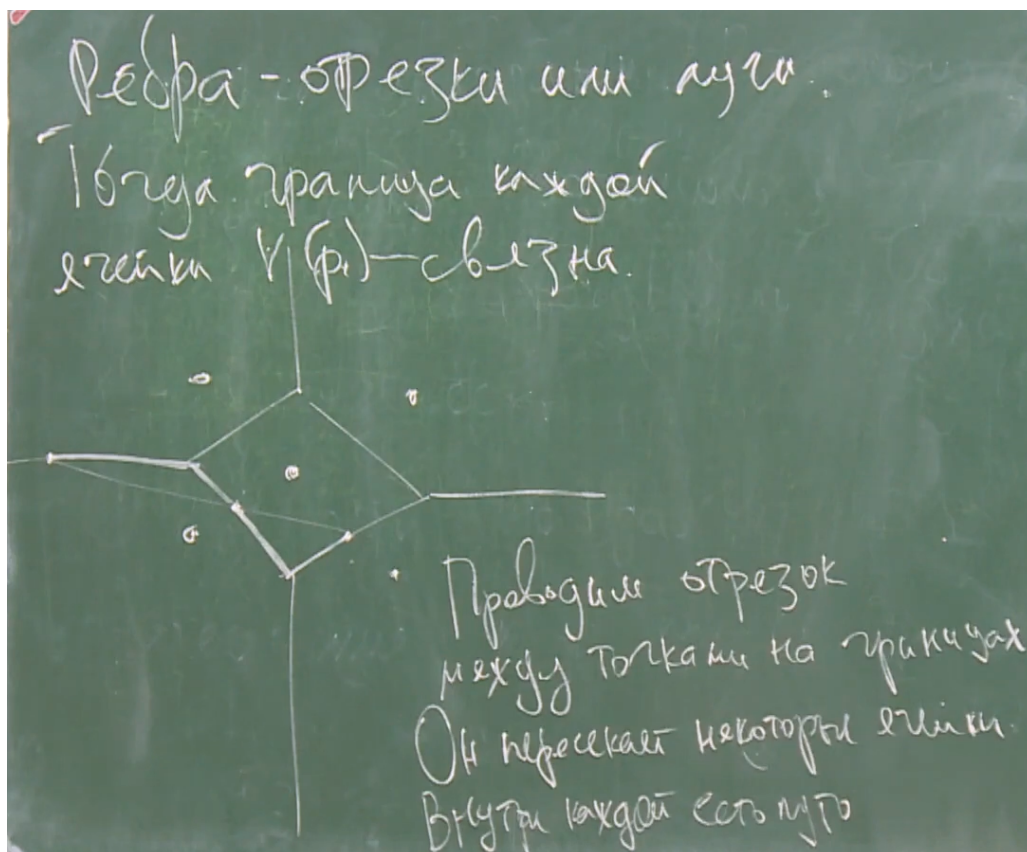 Рёбра - отрезки или лучи.
Тогда граница каждой
ячейки V(pᵢ) - связна.
Проводим отрезок
между точками на границах
Он пересекает некоторые ячейки.
Внутри каждой есть путь